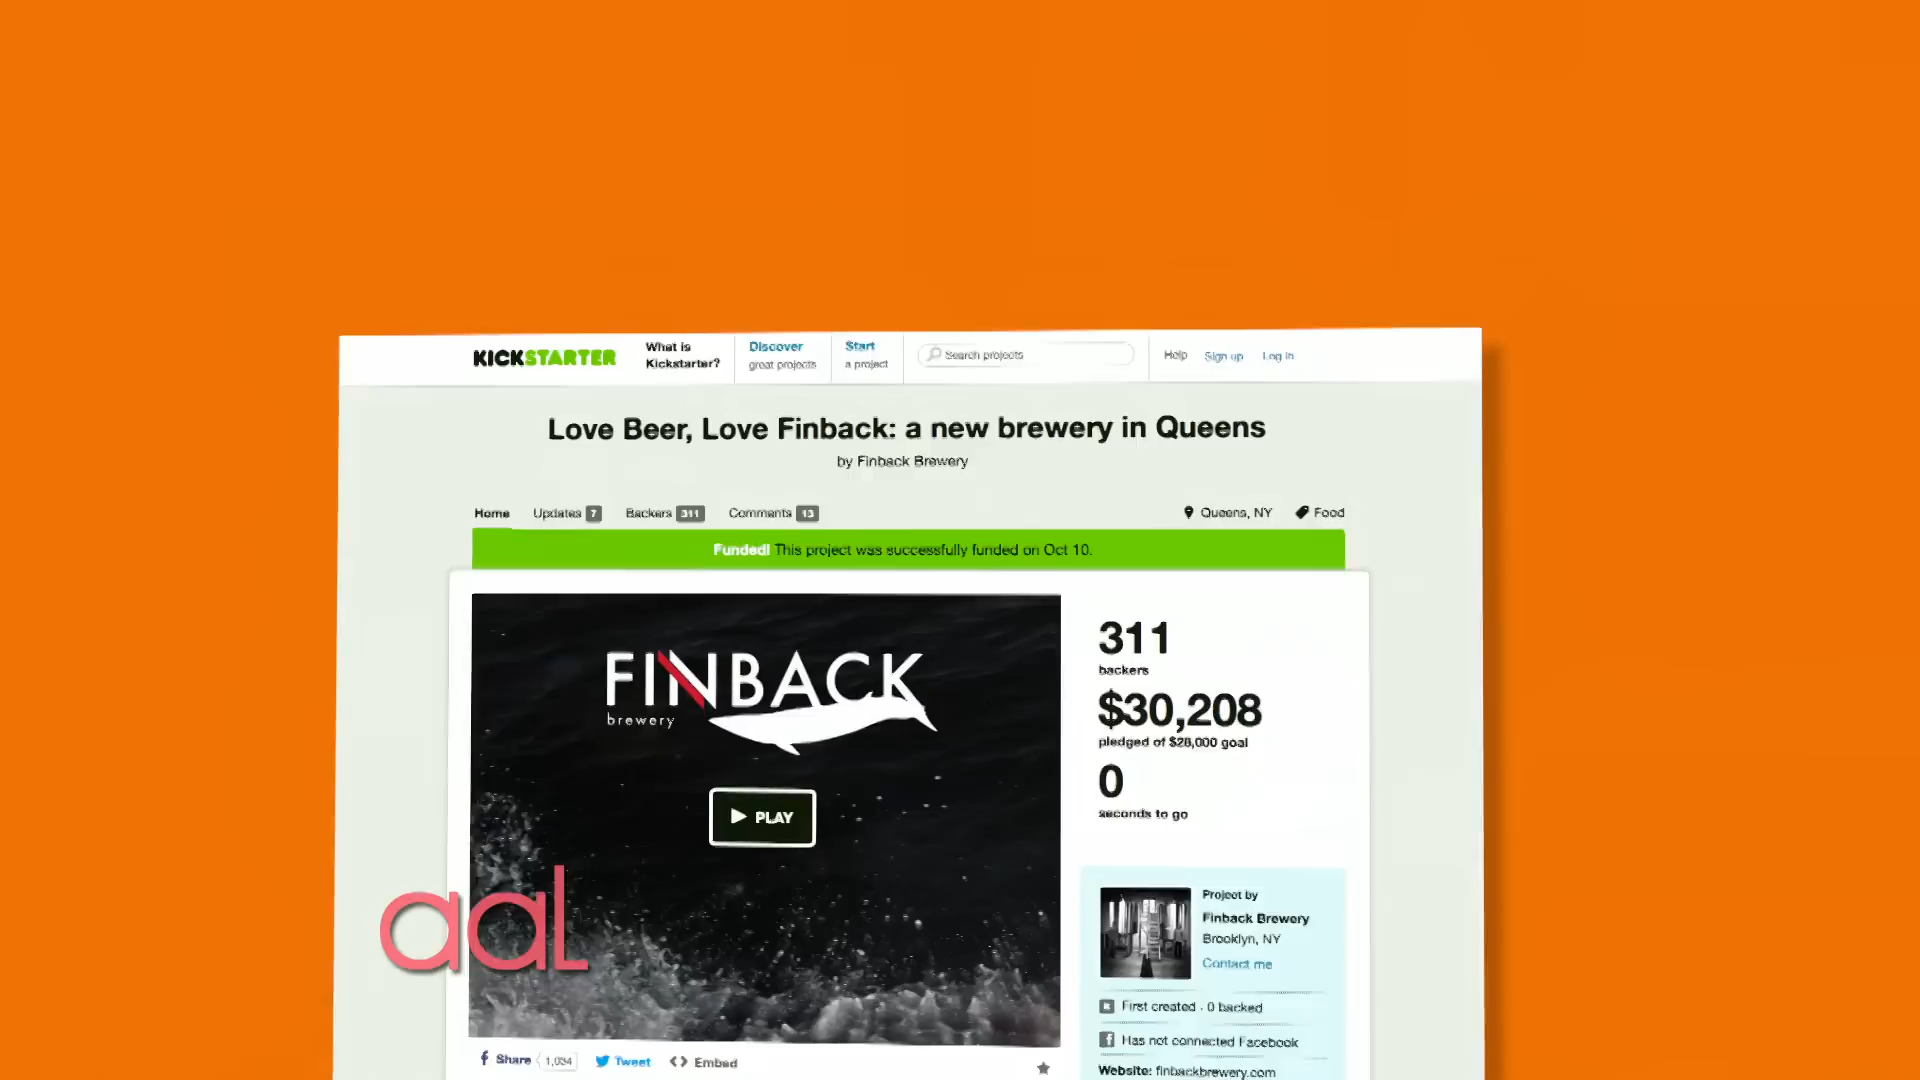 KICKSTARTER
What is
Kickstarter?
Discover
great projects
Start
a project
Search projects
Help
Sign up
Log in
Love Beer, Love Finback: a new brewery in Queens
by Finback Brewery
Home
Updates 7
Backers 311
Comments 13
Queens, NY
Food
Funded! This project was successfully funded on Oct 10.
FINBACK
brewery
PLAY
311
backers
$30,208
pledged of $28,000 goal
0
seconds to go
aal
Project by
Finback Brewery
Brooklyn, NY
Contact me
First created · 0 backed
Has not connected Facebook
Website: finbackbrewery.com
Share 1,034
Tweet
Embed